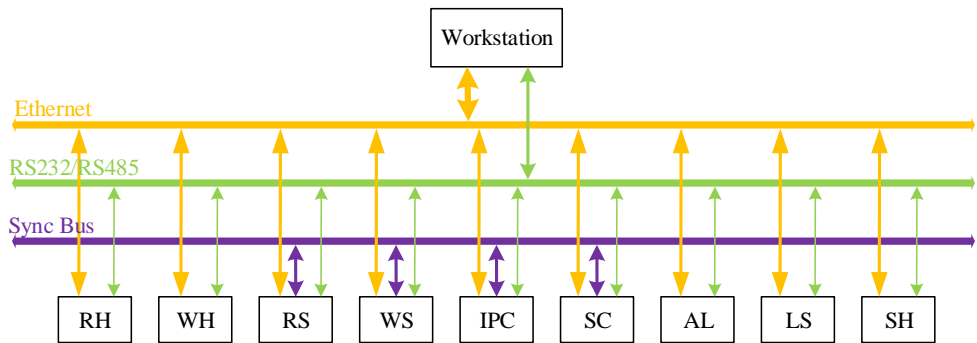 Workstation
Ethernet
RS232/RS485
Sync Bus
RH WH RS WS IPC SC AL LS SH